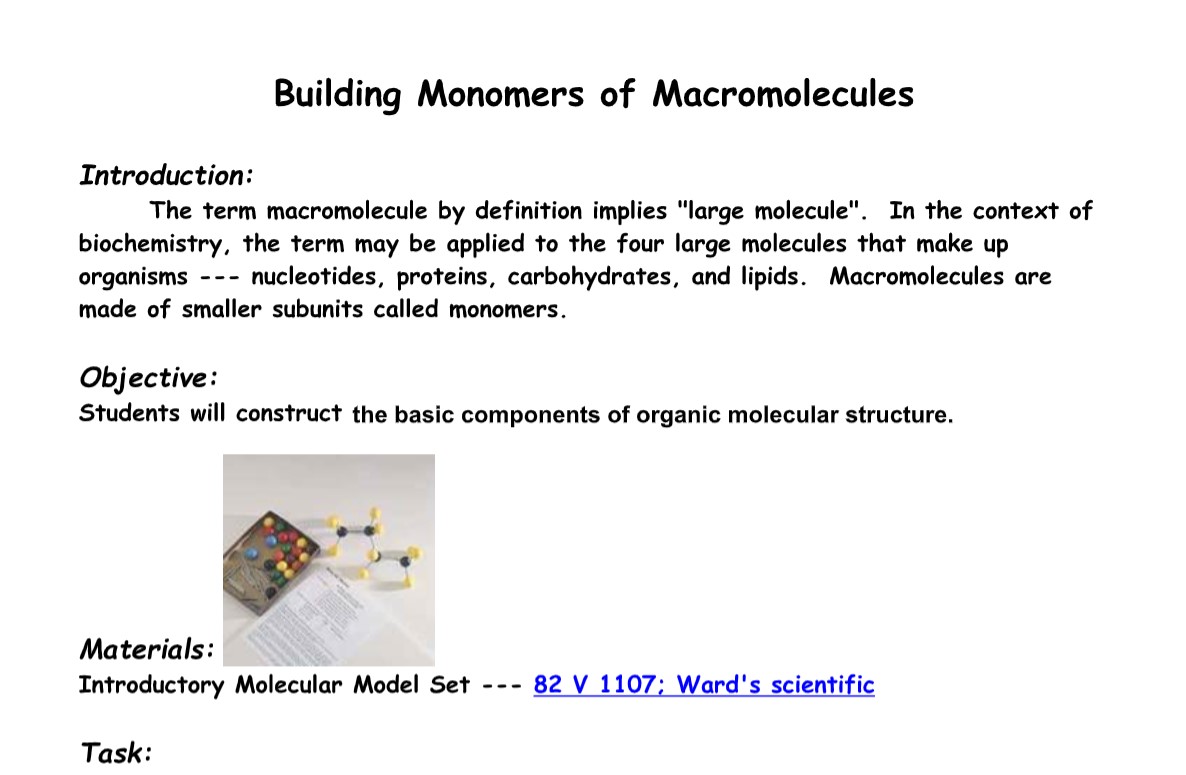 Building Monomers of Macromolecules
Introduction:
The term macromolecule by definition implies "large molecule". In the context of
biochemistry, the term may be applied to the four large molecules that make up
organisms --- nucleotides, proteins, carbohydrates, and lipids. Macromolecules are
made of smaller subunits called monomers.
Objective:
Students will construct the basic components of organic molecular structure.
Materials:
Introductory Molecular Model Set --- 82 V 1107; Ward's scientific
Task: